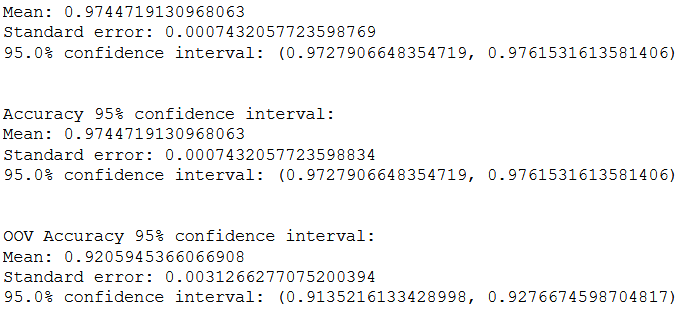 Mean: 0.9744719130968063
Standard error: 0.0007432057723598769
95.0% confidence interval: (0.9727906648354719, 0.9761531613581406)
Accuracy 95% confidence interval:
Mean: 0.9744719130968063
Standard error: 0.0007432057723598834
95.0% confidence interval: (0.9727906648354719, 0.9761531613581406)
OOV Accuracy 95% confidence interval:
Mean: 0.9205945366066908
Standard error: 0.0031266277075200394
95.0% confidence interval: (0.9135216133428998, 0.9276674598704817)